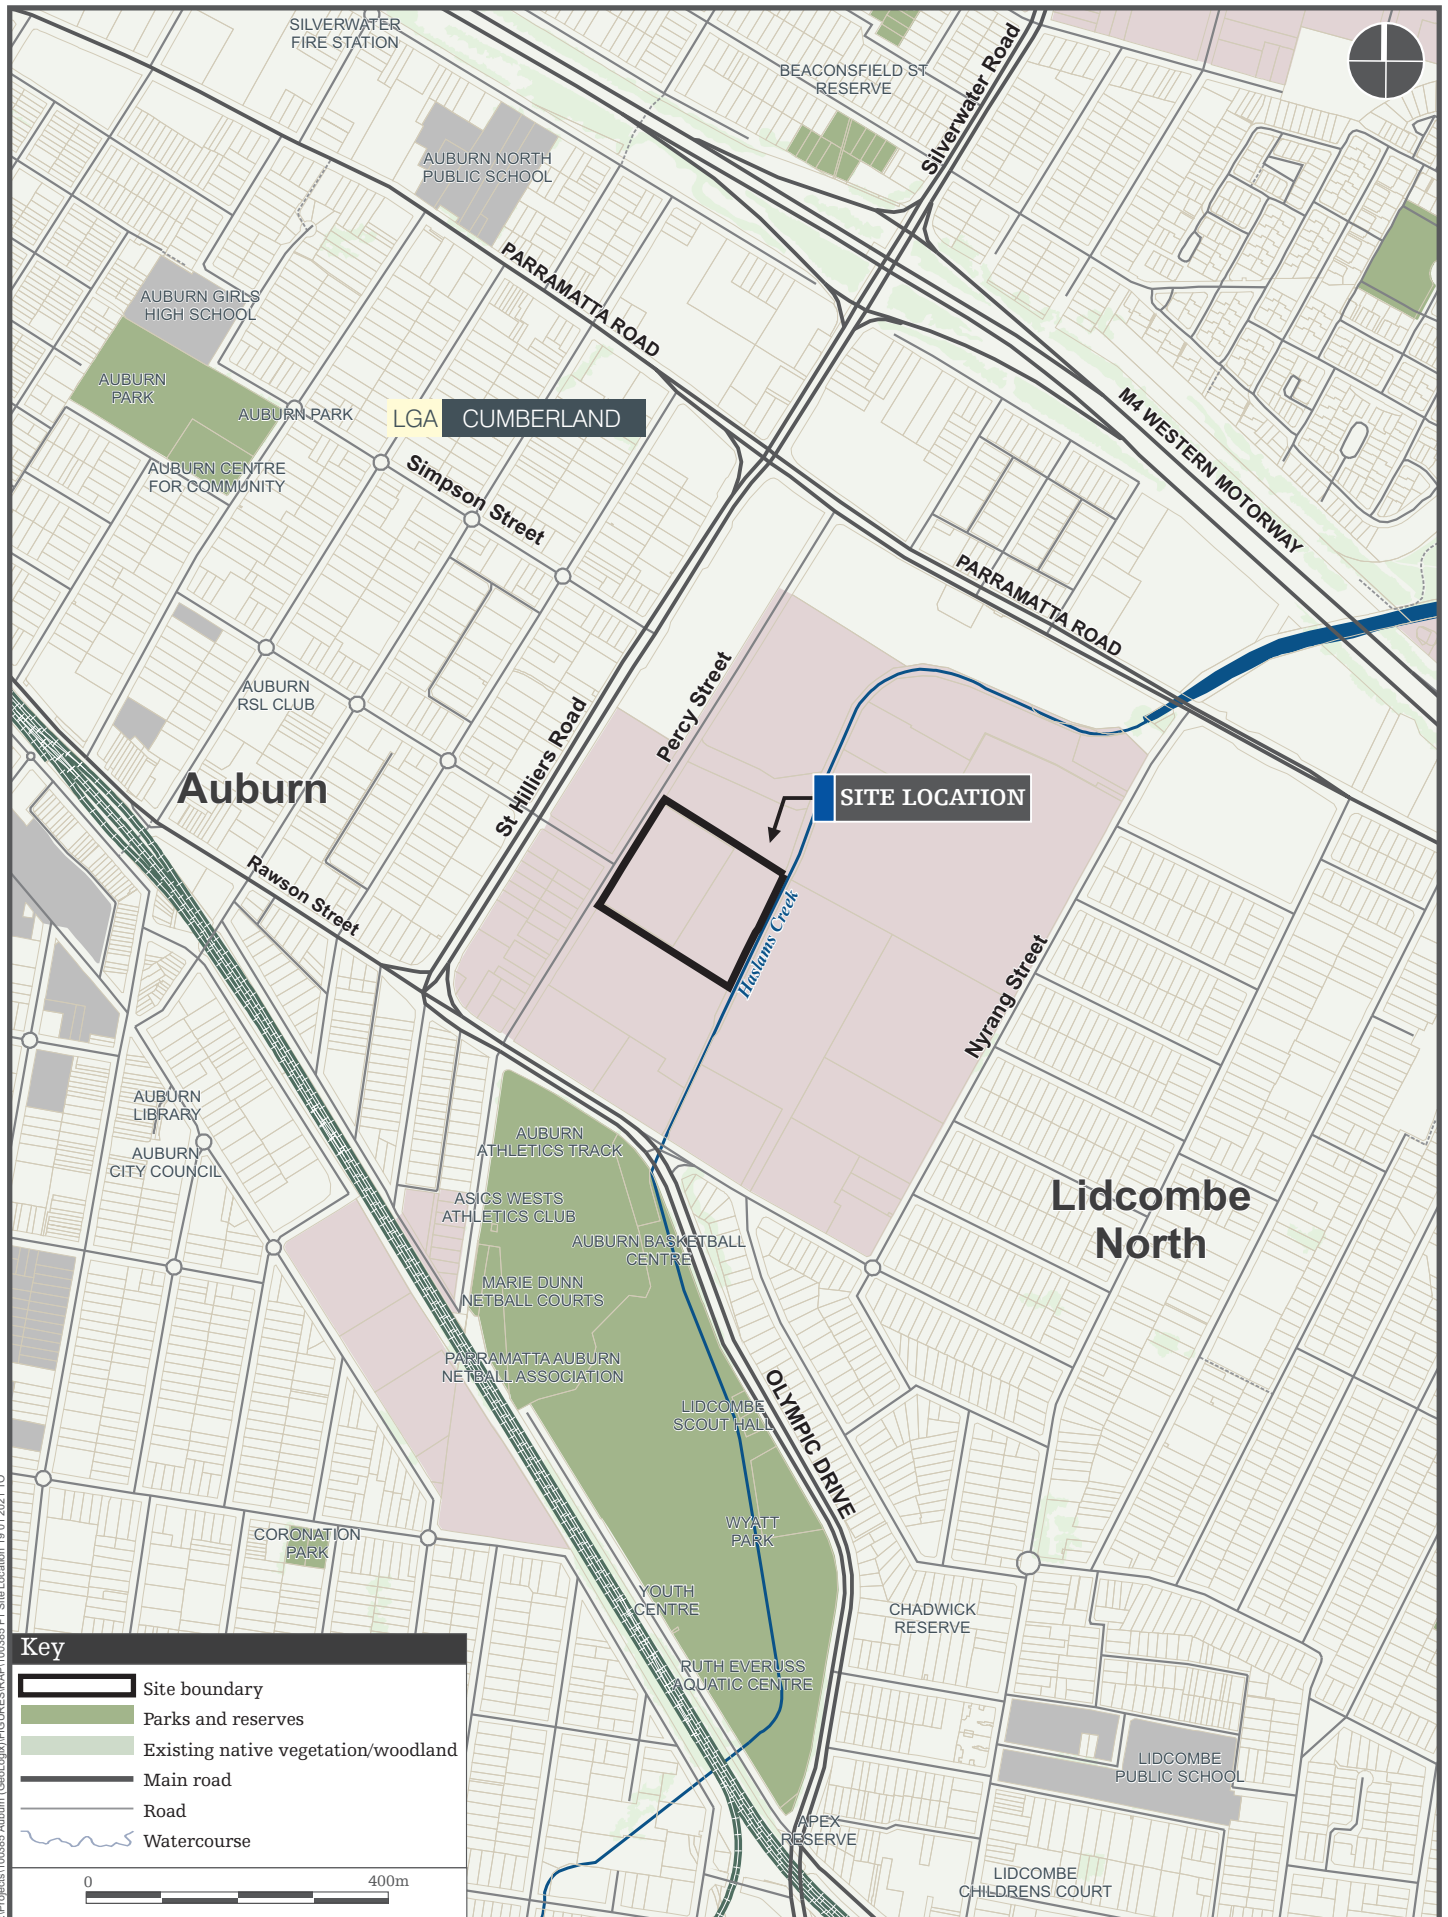 SILVERWATER
FIRE STATION
BEACONSFIELD ST
RESERVE
Silverwater Road
AUBURN NORTH
PUBLIC SCHOOL
PARRAMATTA ROAD
AUBURN GIRLS
HIGH SCHOOL
AUBURN
PARK
AUBURN PARK
LGA CUMBERLAND
M4 WESTERN MOTORWAY
AUBURN CENTRE
FOR COMMUNITY
Simpson Street
PARRAMATTA ROAD
Percy Street
AUBURN
RSL CLUB
St Hilliers Road
Auburn
SITE LOCATION
Rawson Street
Haslams Creek
Nyrang Street
AUBURN
LIBRARY
AUBURN
CITY COUNCIL
AUBURN
ATHLETICS TRACK
ASICS WESTS
ATHLETICS CLUB
Lidcombe
North
AUBURN BASKETBALL
CENTRE
MARIE DUNN
NETBALL COURTS
PARRAMATTA AUBURN
NETBALL ASSOCIATION
OLYMPIC DRIVE
LIDCOMBE
SCOUT HALL
WYATT
PARK
CORONATION
PARK
YOUTH
CENTRE
CHADWICK
RESERVE
RUTH EVERUSS
AQUATIC CENTRE
LIDCOMBE
PUBLIC SCHOOL
APEX
RESERVE
LIDCOMBE
CHILDRENS COURT
Key
Site boundary
Parks and reserves
Existing native vegetation/woodland
Main road
Road
Watercourse
0 400m